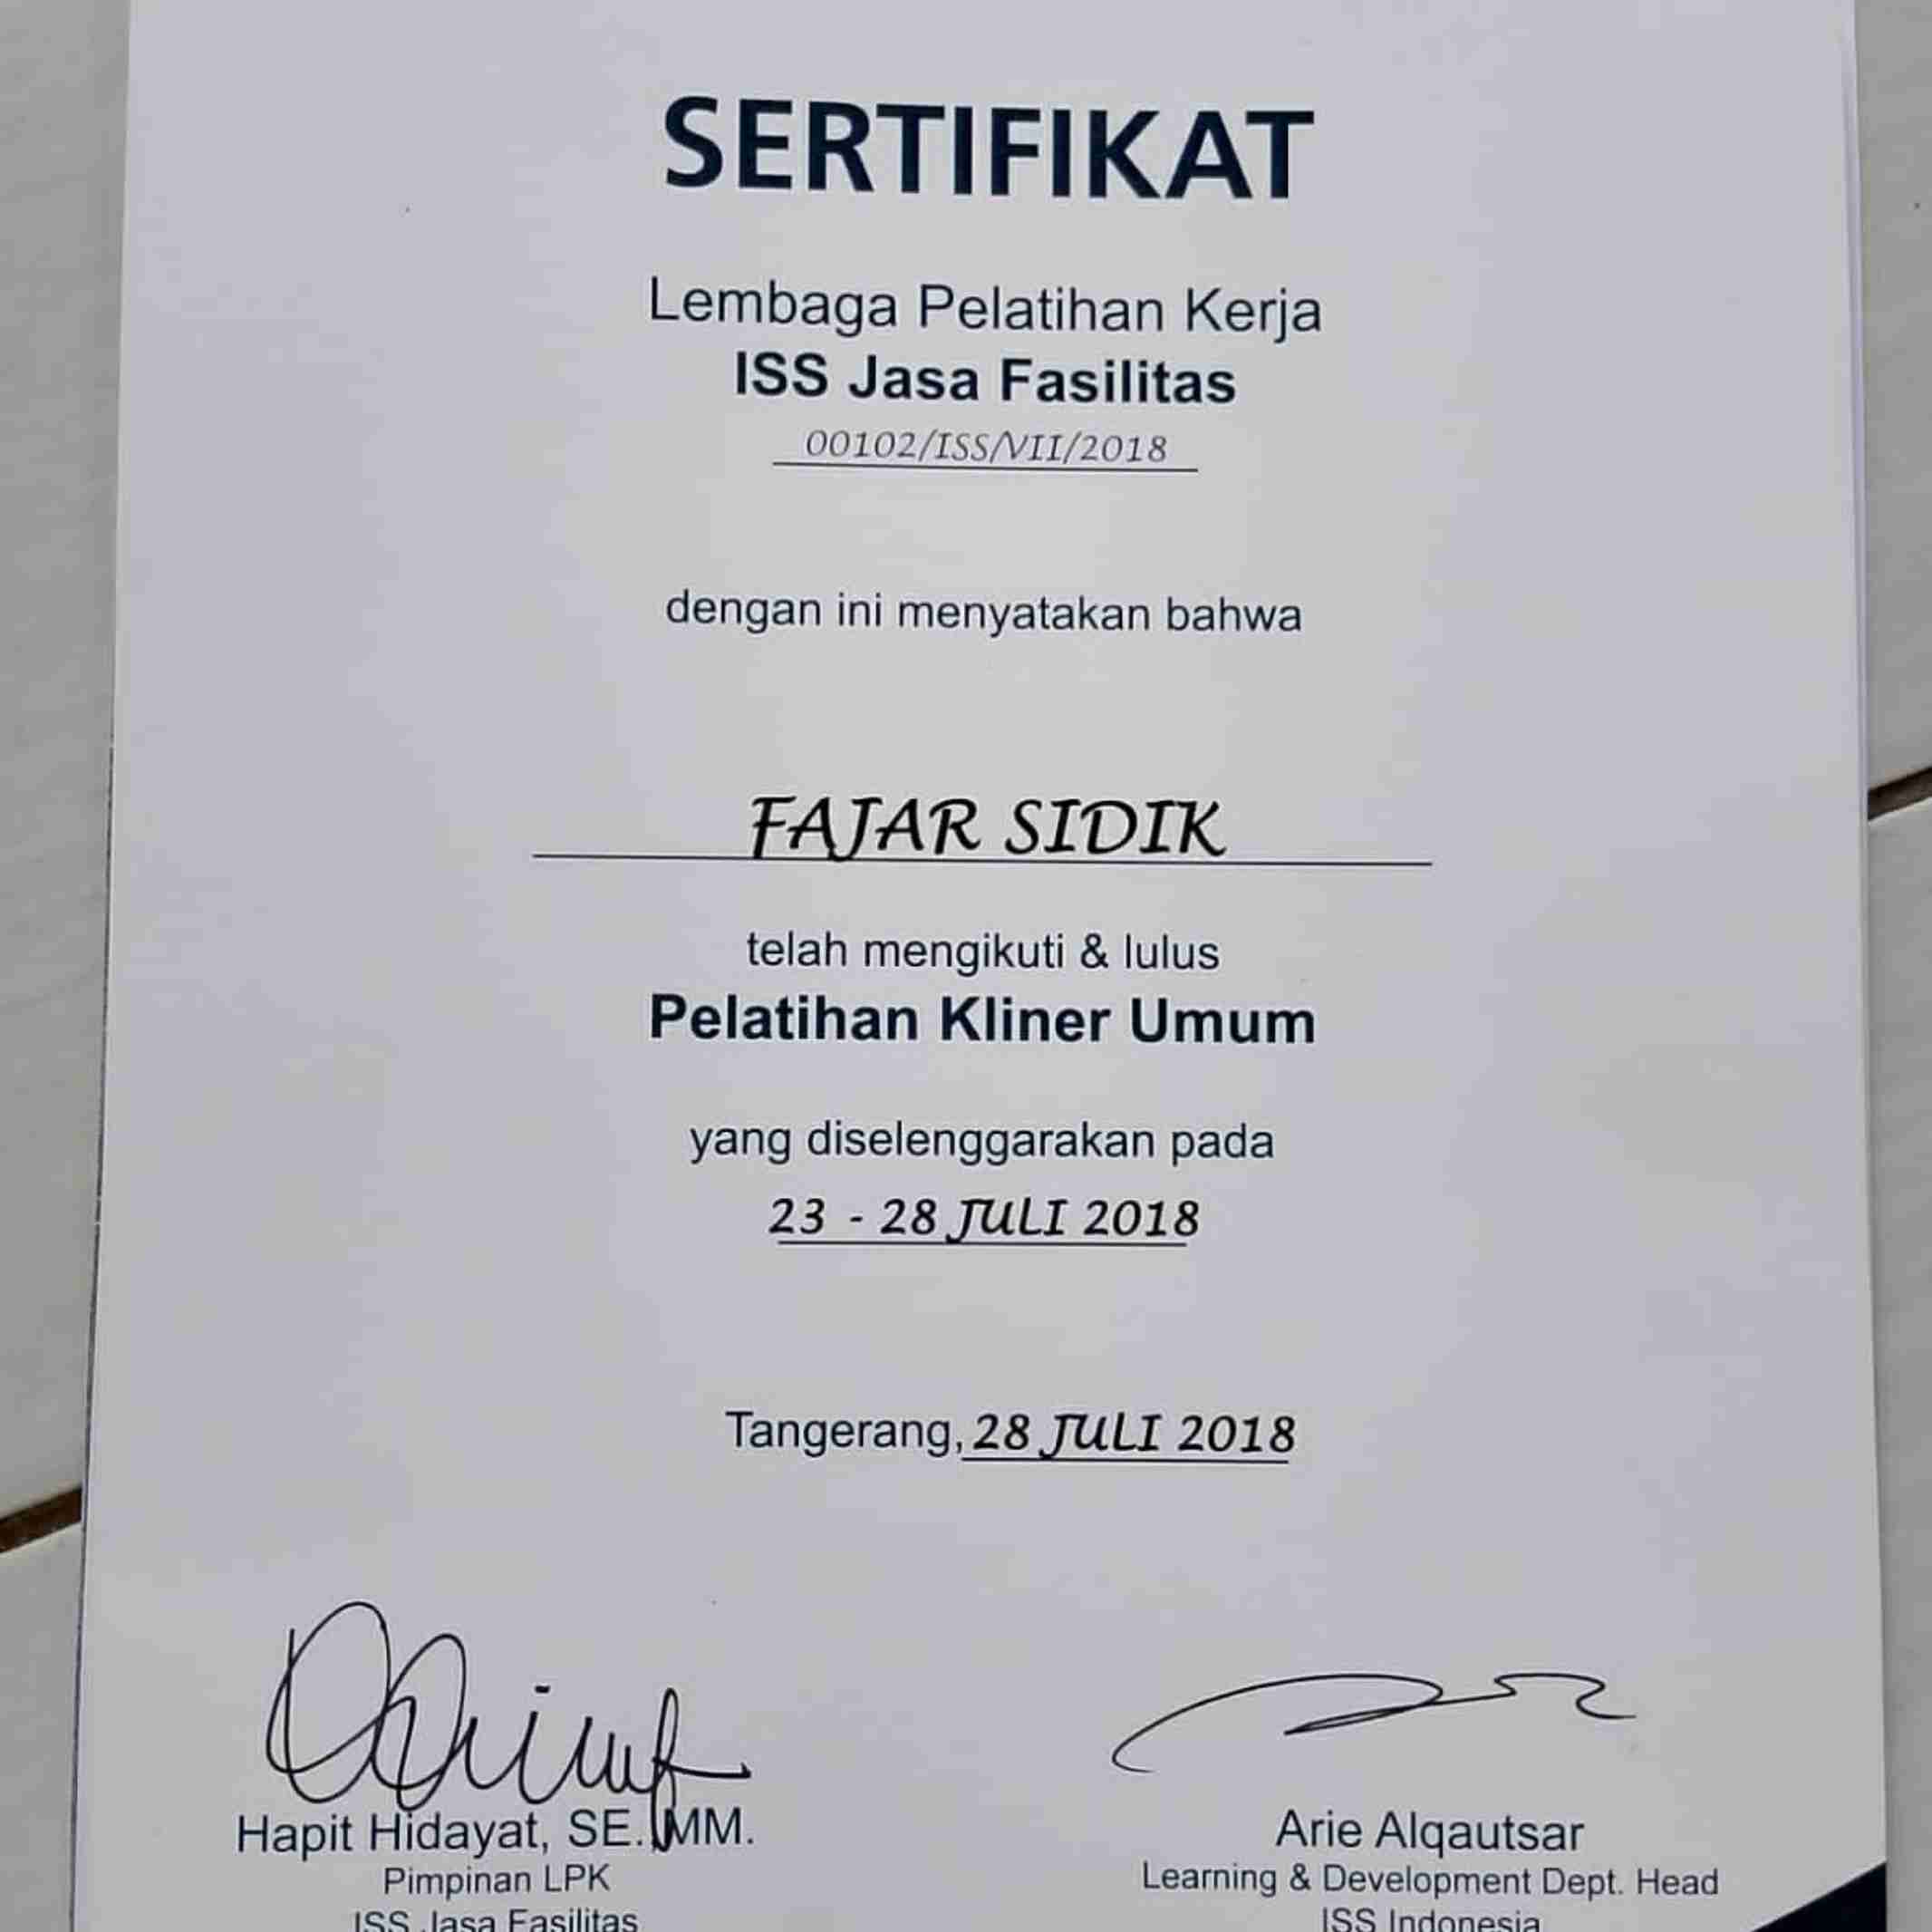 SERTIFIKAT
Lembaga Pelatihan Kerja
ISS Jasa Fasilitas
00102/ISS/VII/2018
dengan ini menyatakan bahwa
FAJAR SIDIK
telah mengikuti & lulus
Pelatihan Kliner Umum
yang diselenggarakan pada
23 - 28 JULI 2018
Tangerang, 28 JULI 2018
Hapit Hidayat, SE. MM.
Pimpinan LPK
ISS Jasa Fasilitas
Arie Alqautsar
Learning & Development Dept. Head
ISS Indonesia